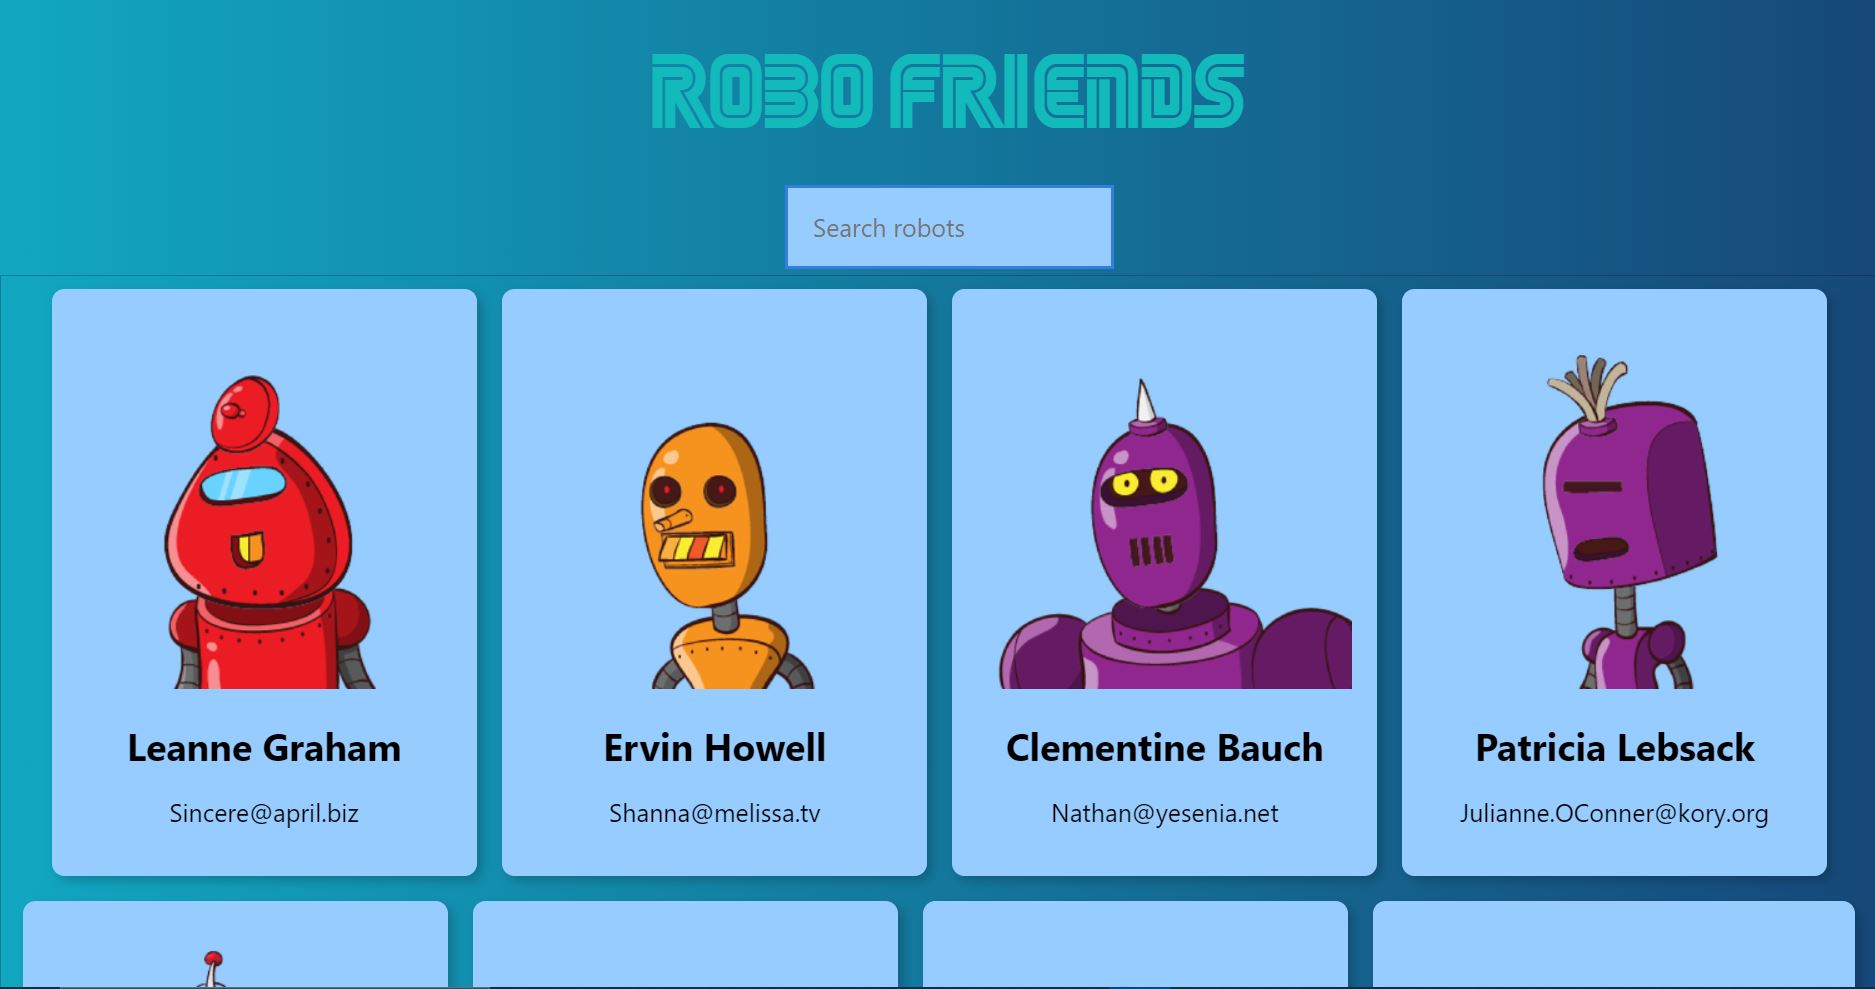 ROBO FRIENDS
Search robots
Leanne Graham
Ervin Howell
Clementine Bauch
Patricia Lebsack
Sincere@april.biz
Shanna@melissa.tv
Nathan@yesenia.net
Julianne.OConner@kory.org